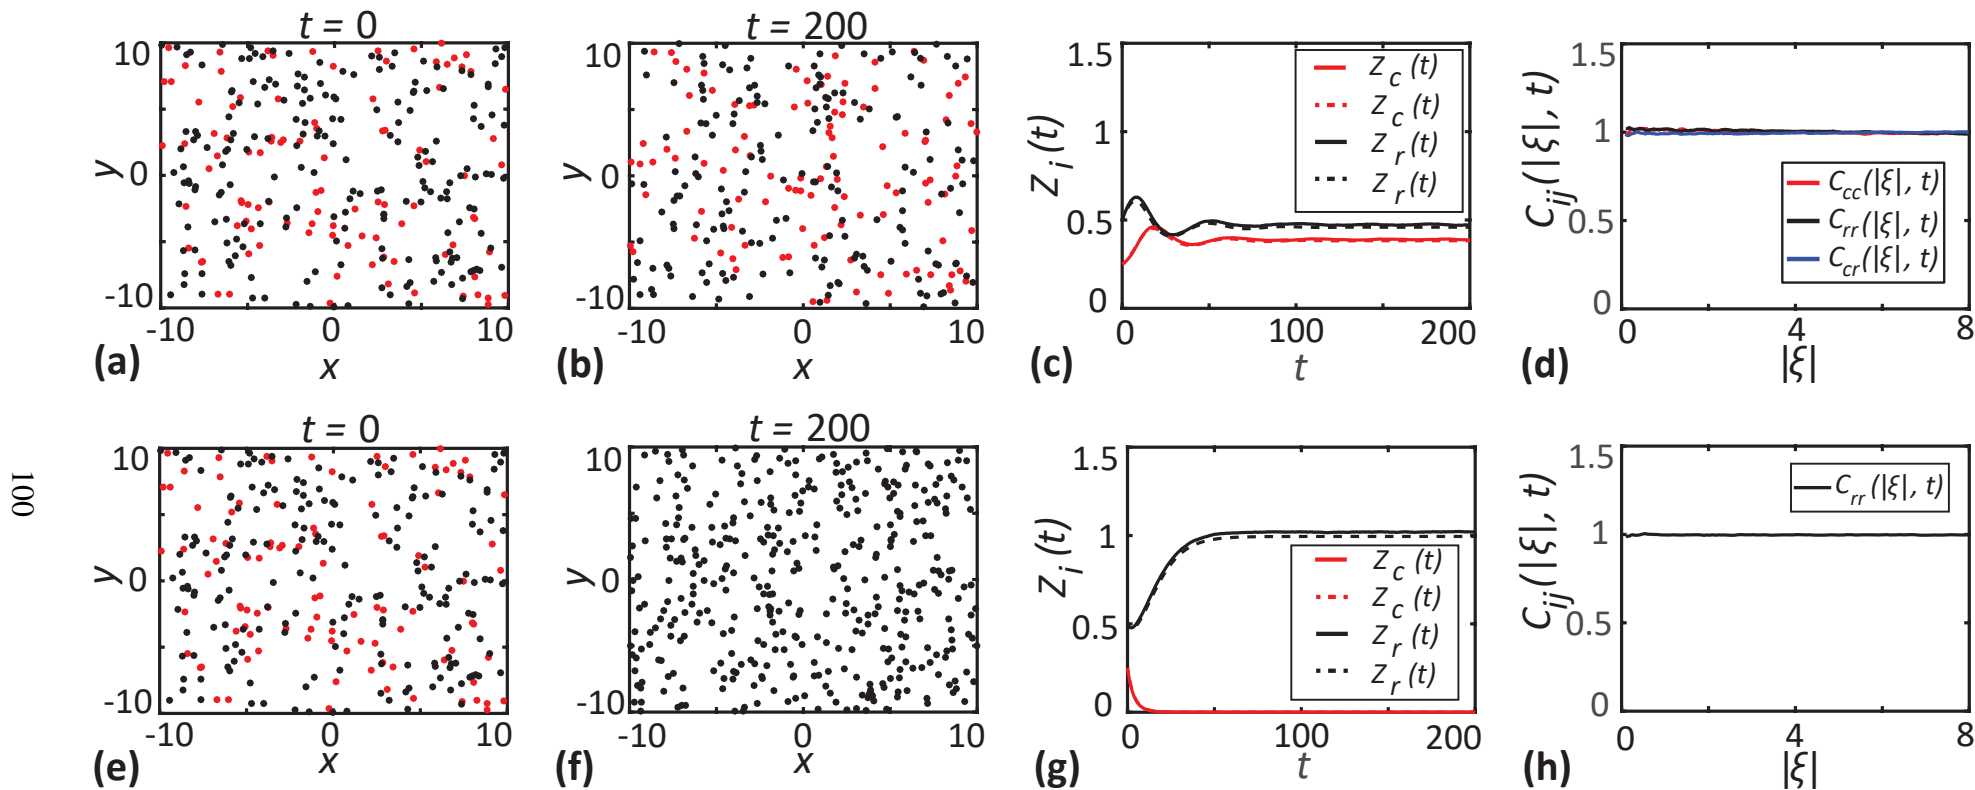 t = 0
10
0
-10
y
-10
0
10
x
(a)
t = 200
10
0
-10
y
-10
0
10
x
(b)
1.5
1
0.5
0
Z_i(t)
Z_c(t)
Z_c(t)
Z_r(t)
Z_r(t)
0
100
200
t
(c)
1.5
1
0.5
0
C_ij(|ξ|, t)
C_cc(|ξ|, t)
C_rr(|ξ|, t)
C_cr(|ξ|, t)
0
4
8
|ξ|
(d)
100
t = 0
10
0
-10
y
-10
0
10
x
(e)
t = 200
10
0
-10
y
-10
0
10
x
(f)
1.5
1
0.5
0
Z_i(t)
Z_c(t)
Z_c(t)
Z_r(t)
Z_r(t)
0
100
200
t
(g)
1.5
1
0.5
0
C_ij(|ξ|, t)
C_rr(|ξ|, t)
0
4
8
|ξ|
(h)